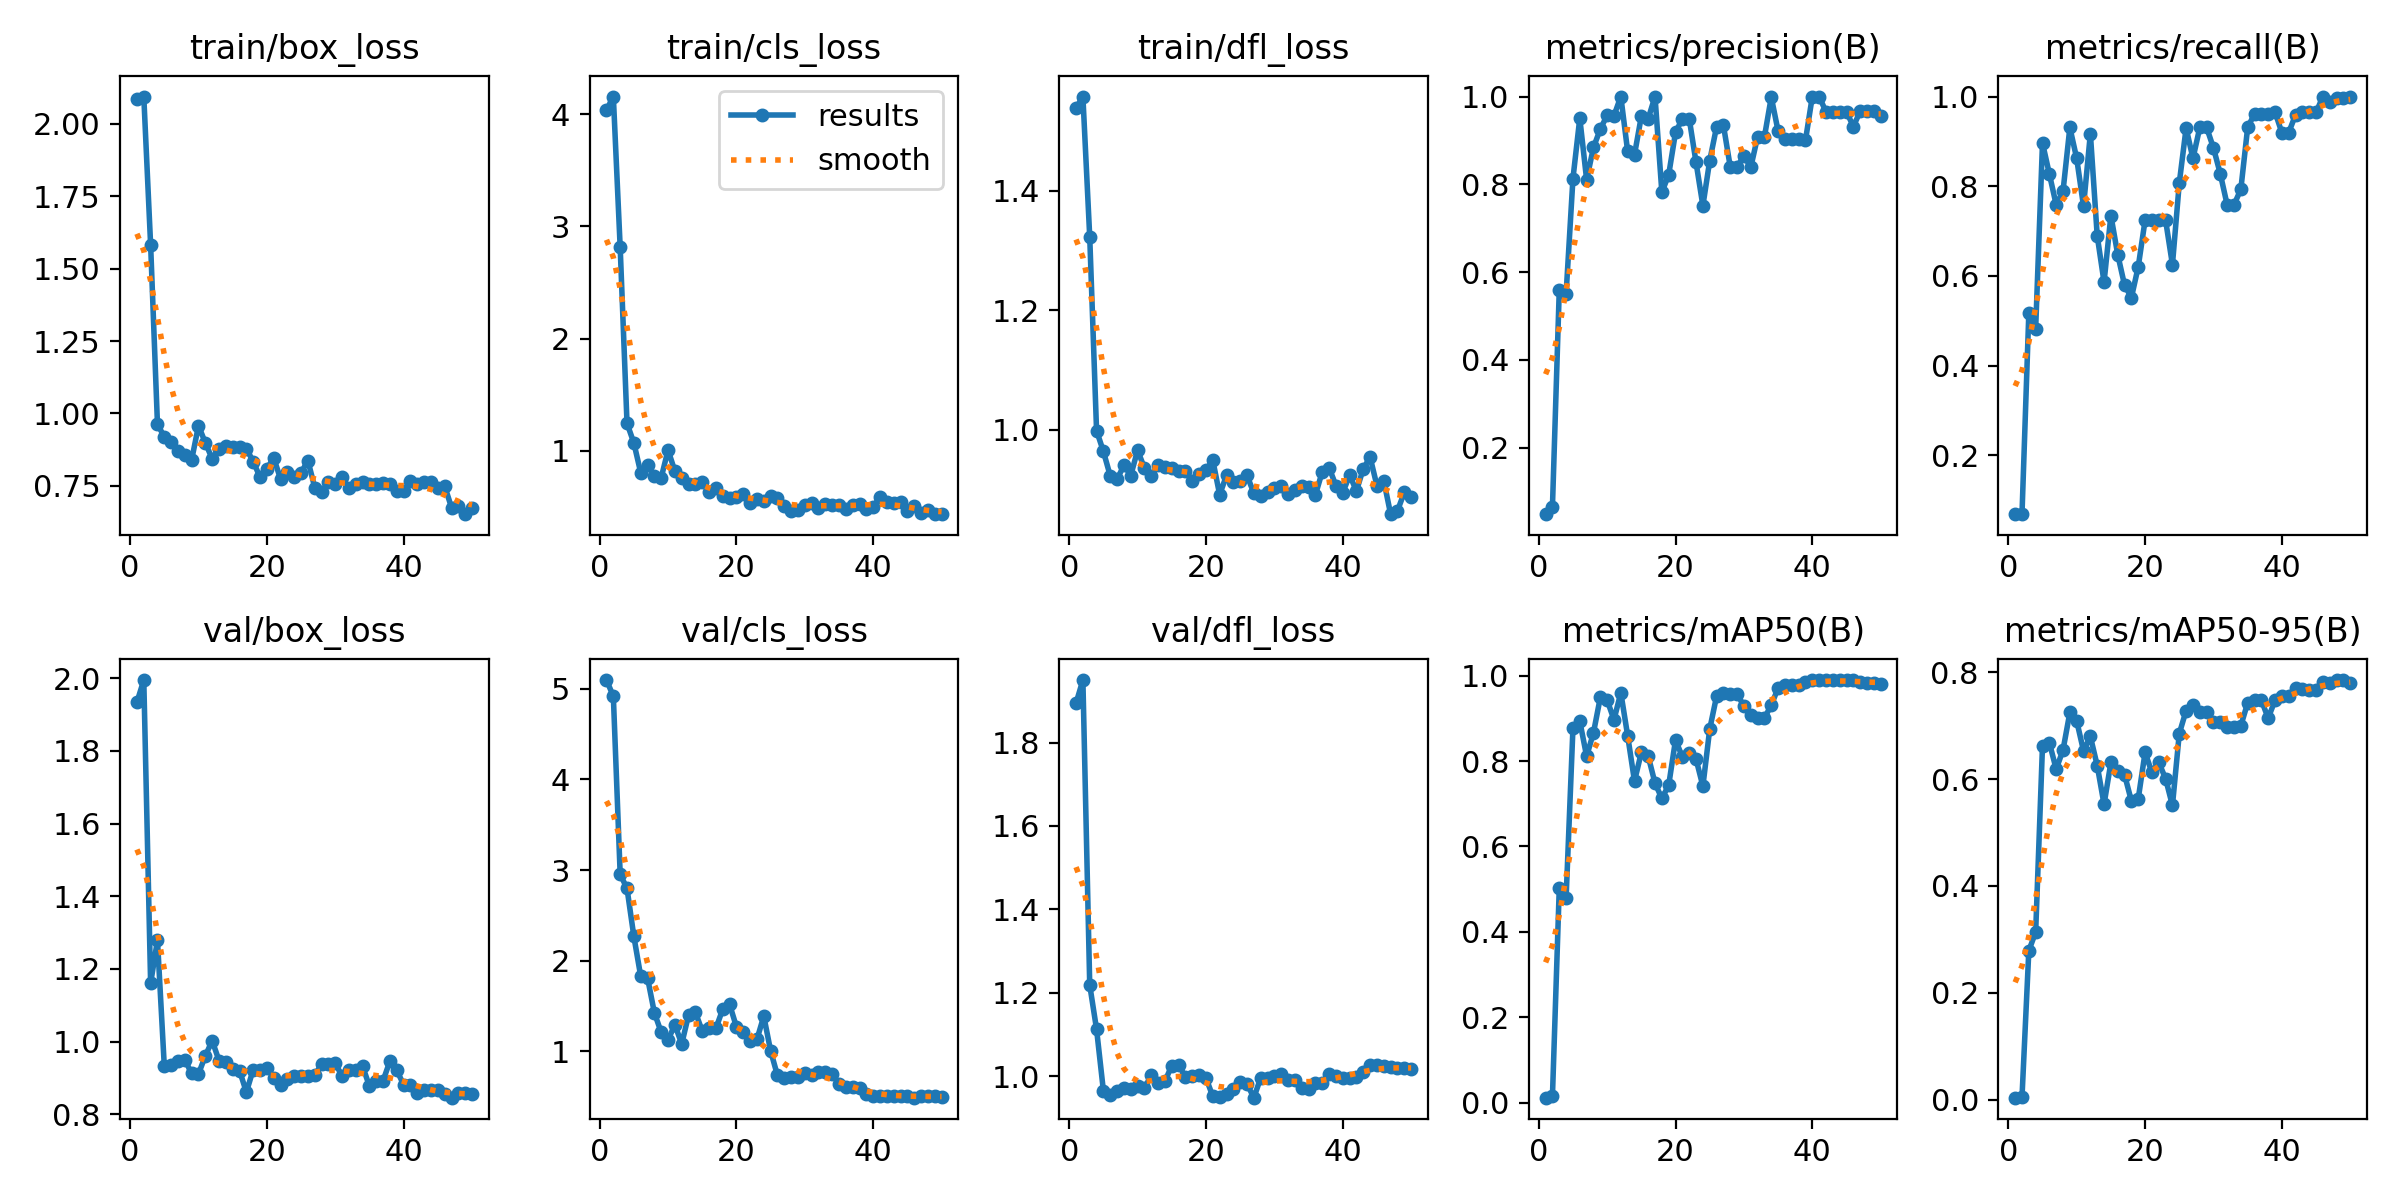 train/box_loss
train/cls_loss
train/dfl_loss
metrics/precision(B)
metrics/recall(B)
2.00
1.75
1.50
1.25
1.00
0.75
0 20 40
4
3
2
1
0 20 40
results
smooth
1.4
1.2
1.0
0 20 40
1.0
0.8
0.6
0.4
0.2
0 20 40
1.0
0.8
0.6
0.4
0.2
0 20 40
val/box_loss
val/cls_loss
val/dfl_loss
metrics/mAP50(B)
metrics/mAP50-95(B)
2.0
1.8
1.6
1.4
1.2
1.0
0.8
0 20 40
5
4
3
2
1
0 20 40
1.8
1.6
1.4
1.2
1.0
0 20 40
1.0
0.8
0.6
0.4
0.2
0.0
0 20 40
0.8
0.6
0.4
0.2
0.0
0 20 40